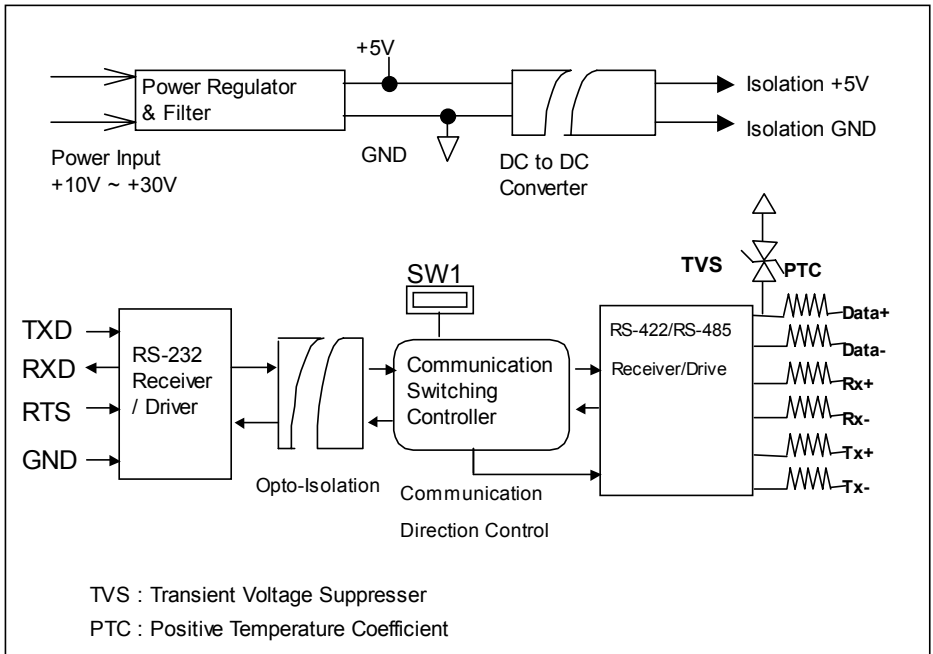 +5V
Power Regulator
& Filter
Isolation +5V
Isolation GND
GND
DC to DC
Converter
Power Input
+10V ~ +30V
TVS
PTC
SW1
TXD
RXD
RTS
GND
RS-232
Receiver
/ Driver
Opto-Isolation
Communication
Switching
Controller
Communication
Direction Control
RS-422/RS-485
Receiver/Drive
Data+
Data-
Rx+
Rx-
Tx+
Tx-
TVS : Transient Voltage Suppresser
PTC : Positive Temperature Coefficient